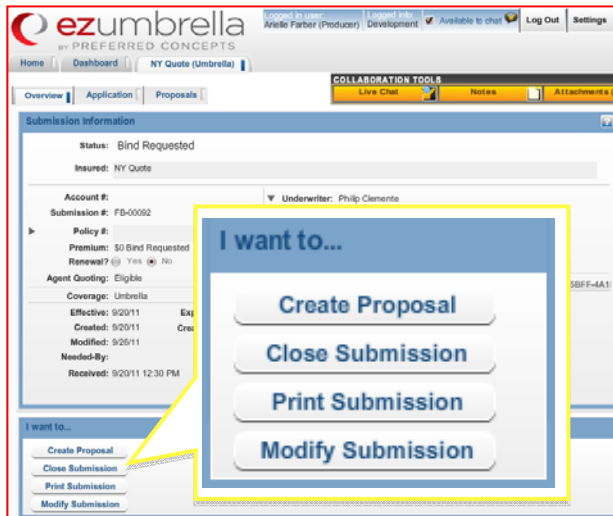 ezumbrella
BY PREFERRED CONCEPTS
Logged in user:
Arielle Farber (Producer)
Logged into:
Development
Available to chat
Log Out
Settings
Home
Dashboard
NY Quote (Umbrella)
COLLABORATION TOOLS
Live Chat
Notes
Attachments (
Overview
Application
Proposals
Submission Information
Status: Bind Requested
Insured: NY Quote
Account #:
Underwriter: Philip Clemente
Submission #: FB-00092
Policy #:
Premium: $0 Bind Requested
Renewal? Yes No
Agent Quoting: Eligible
5BFF-4A1
Coverage: Umbrella
Effective: 9/20/11
Exp
Created: 9/20/11
Crea
Modified: 9/26/11
Needed-By:
Received: 9/20/11 12:30 PM
I want to...
Create Proposal
Close Submission
Print Submission
Modify Submission
I want to...
Create Proposal
Close Submission
Print Submission
Modify Submission